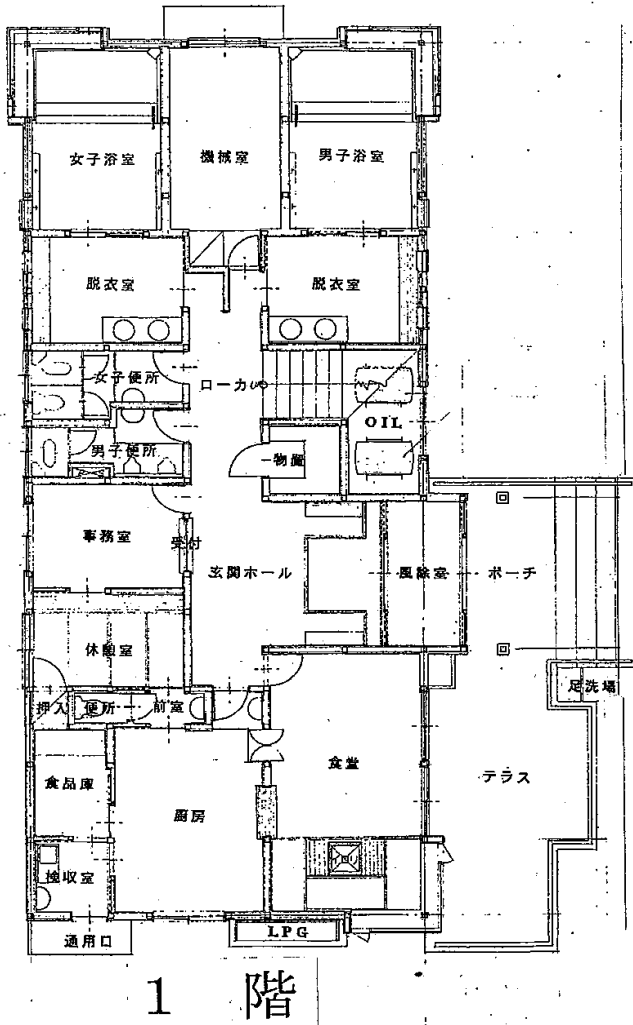 女子浴室
機械室
男子浴室
脱衣室
脱衣室
女子便所
ローカ
OIL
男子便所
物置
事務室
受付
玄関ホール
風除室
ポーチ
休憩室
足洗場
押入
便所
前室
食堂
テラス
食品庫
厨房
検収室
LPG
通用口
1 階